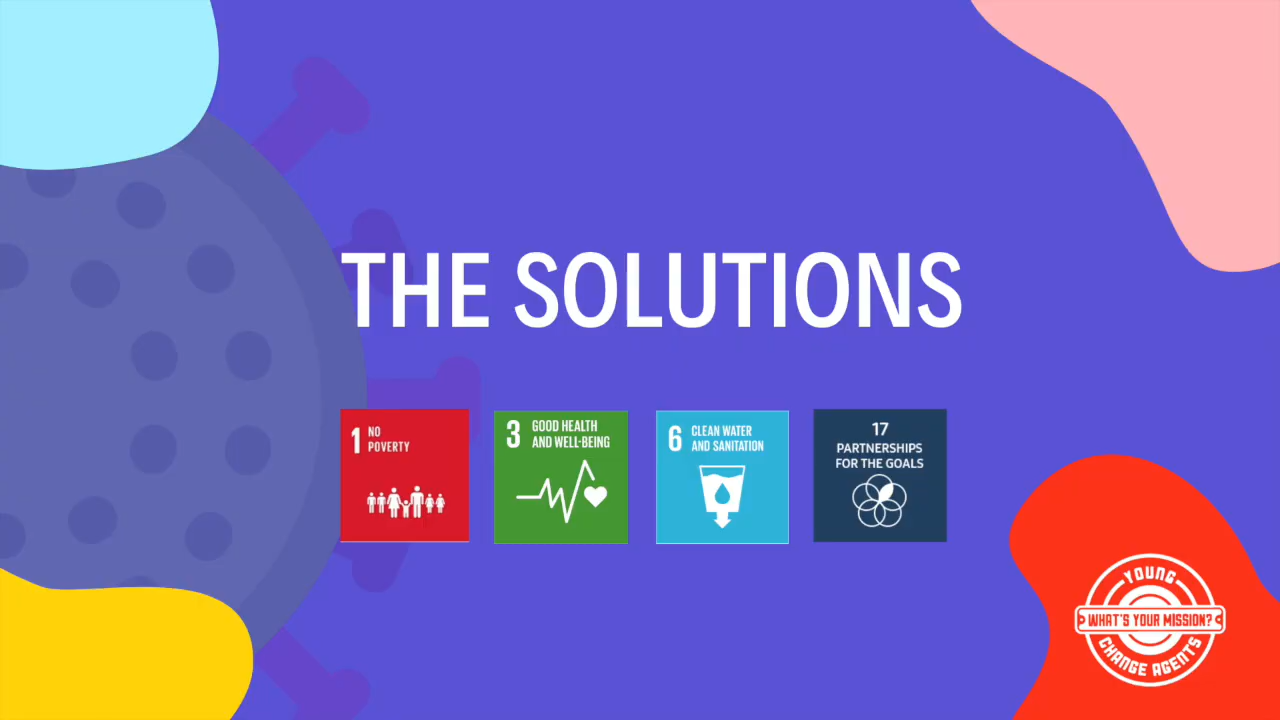 THE SOLUTIONS
1 NO
POVERTY
3 GOOD HEALTH
AND WELL-BEING
6 CLEAN WATER
AND SANITATION
17
PARTNERSHIPS
FOR THE GOALS
YOUNG
WHAT'S YOUR MISSION?
CHANGE AGENTS